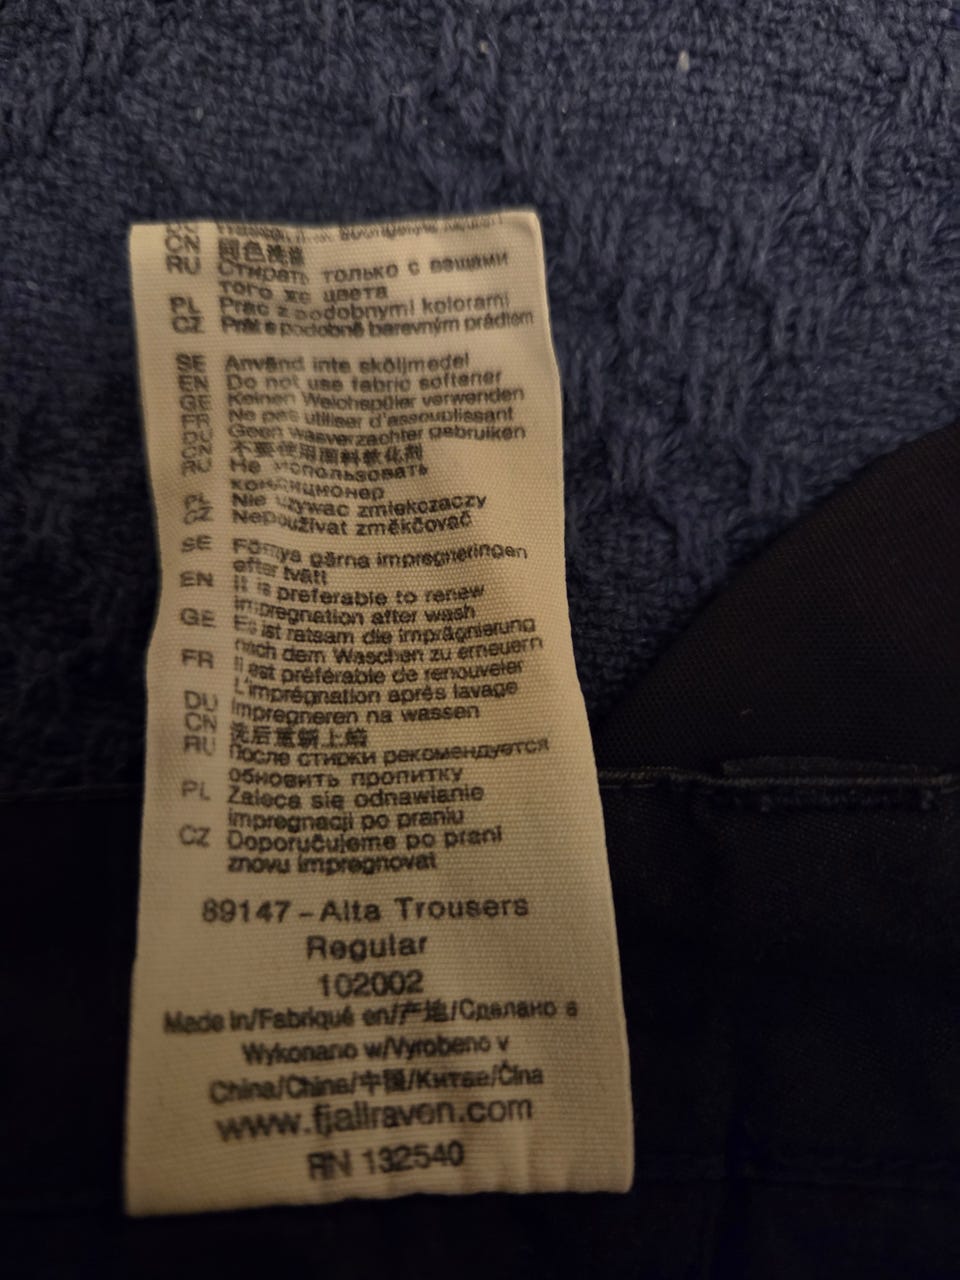 CN 同色洗涤
RU Стирать только с вещами
того же цвета
PL Prac z podobnymi kolorami
CZ Prát s podobně barevným prádlem
SE Använd inte sköljmedel
EN Do not use fabric softener
GE Keinen Weichspüler verwenden
FR Ne pas utiliser d'assouplissant
DU Geen wasverzachter gebruiken
CN 不要使用面料软化剂
RU Не использовать
кондиционер
PL Nie uzywac zmiekczaczy
CZ Nepoužívat změkčovač
SE Förnya gärna impregneringen
efter tvätt
EN It is preferable to renew
impregnation after wash
GE Es ist ratsam die imprägnierung
nach dem Waschen zu erneuern
FR Il est préférable de renouveler
L'imprégnation après lavage
DU Impregneren na wassen
CN 洗后重新上蜡
RU После стирки рекомендуется
обновить пропитку
PL Zaleca się odnawianie
impregnacji po praniu
CZ Doporučujeme po praní
znovu impregnovat
89147 – Alta Trousers
Regular
102002
Made in/Fabriqué en/产地/Сделано в
Wykonano w/Vyrobeno v
China/China/中國/Китае/Čína
www.fjallraven.com
RN 132540